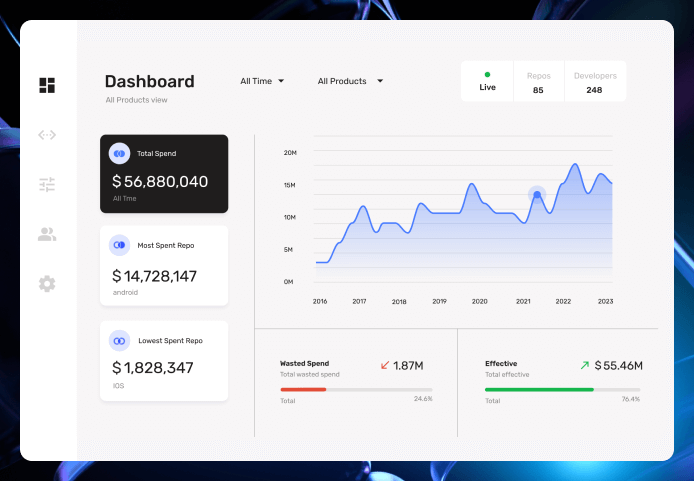 Dashboard
All Products view
All Time
All Products
Live
Repos
85
Developers
248
Total Spend
$56,880,040
All Tme
Most Spent Repo
$14,728,147
android
Lowest Spent Repo
$1,828,347
IOS
20M
15M
10M
5M
0M
2016 2017 2018 2019 2020 2021 2022 2023
Wasted Spend
Total wasted spend
1.87M
Total
24.6%
Effective
Total effective
$55.46M
Total
76.4%